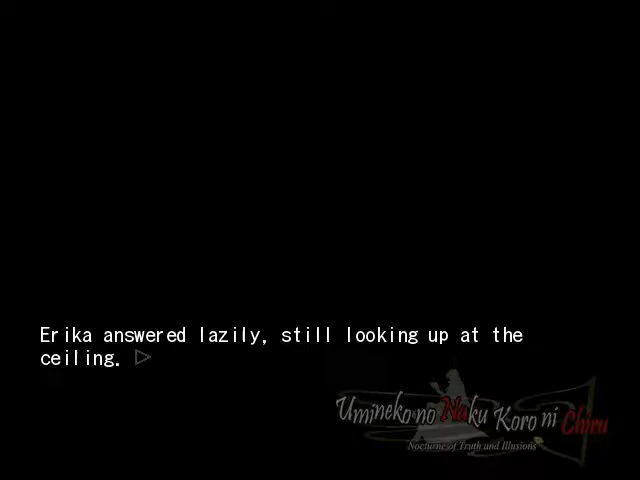 Erika answered lazily, still looking up at the
ceiling.
Umineko no Naku Koro ni Chiru
Nocturne of Truth and Illusions